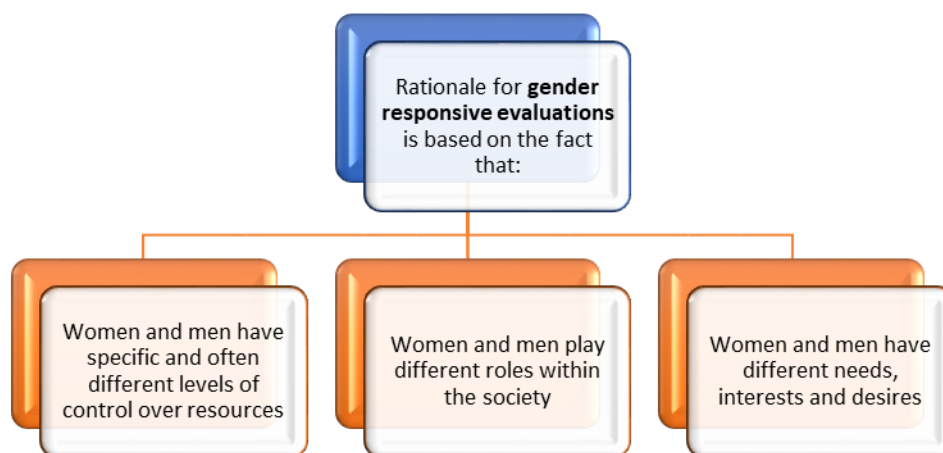 Rationale for gender
responsive evaluations
is based on the fact
that:
Women and men have
specific and often
different levels of
control over resources
Women and men play
different roles within
the society
Women and men have
different needs,
interests and desires